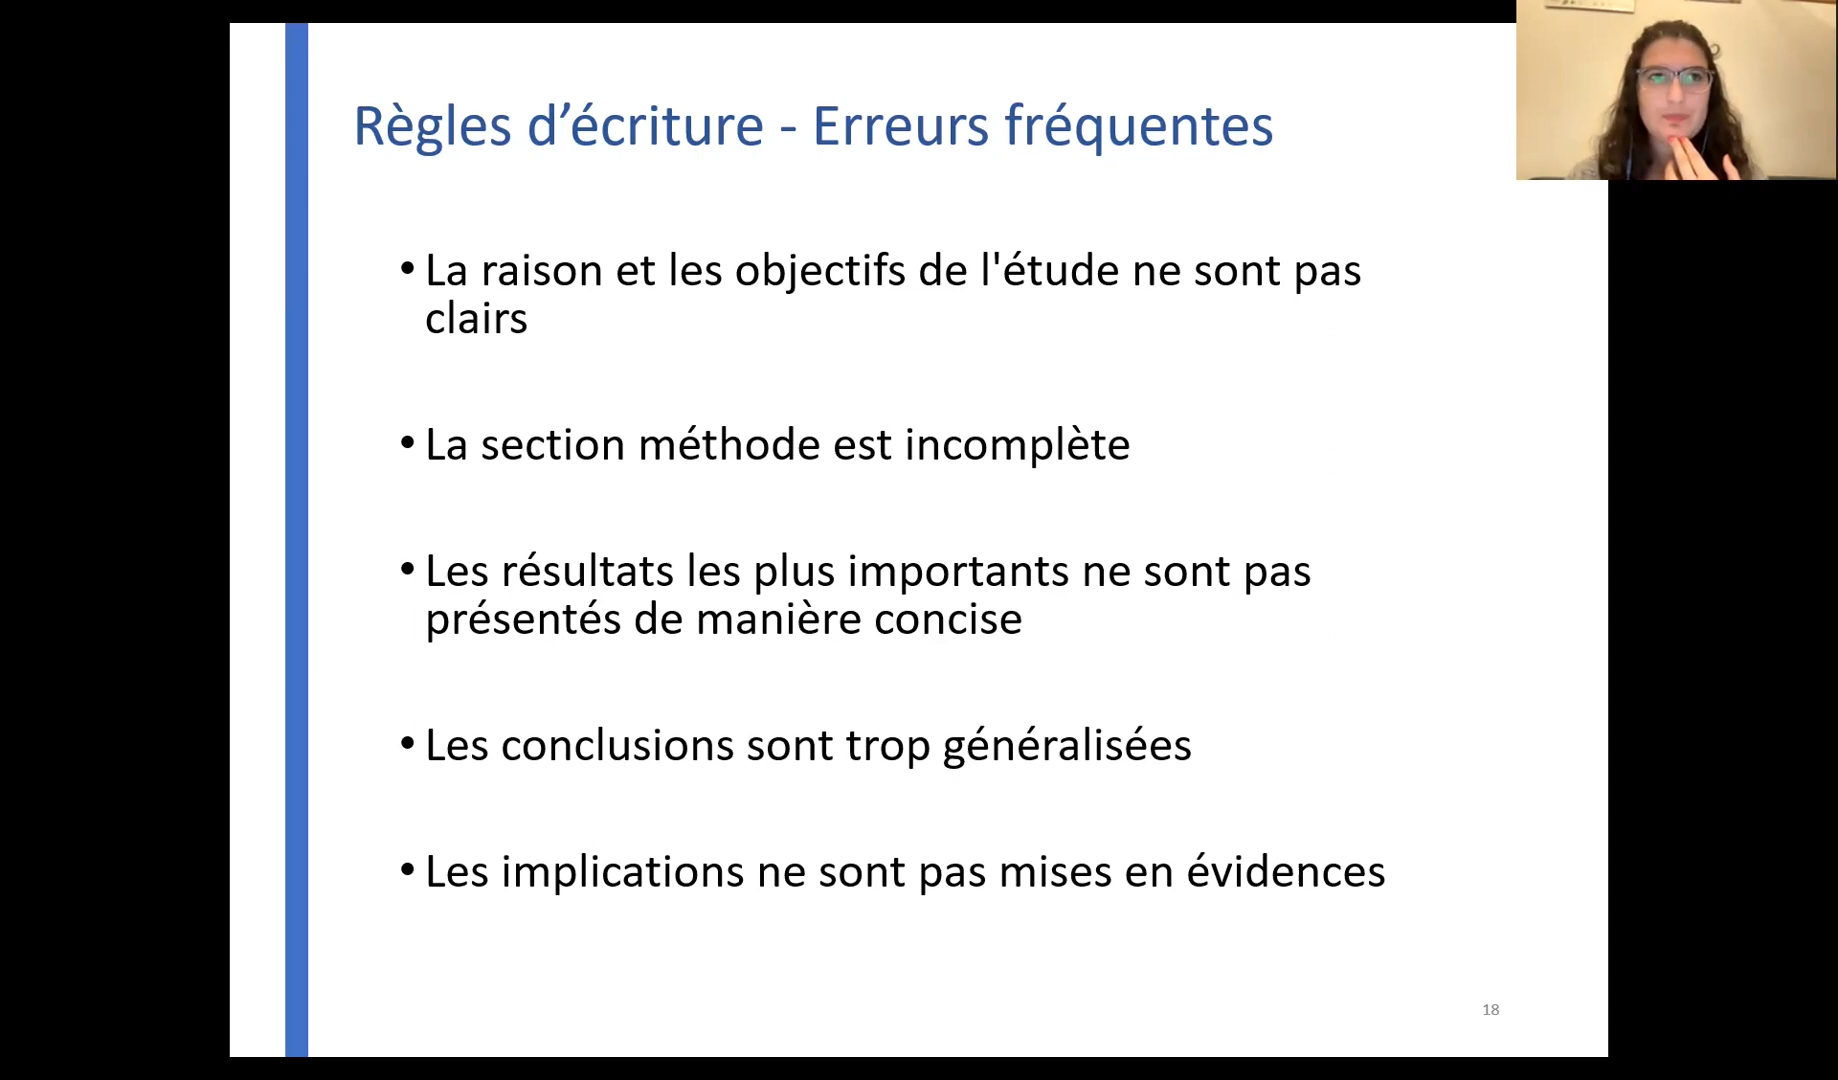 Règles d’écriture - Erreurs fréquentes
• La raison et les objectifs de l'étude ne sont pas
clairs
• La section méthode est incomplète
• Les résultats les plus importants ne sont pas
présentés de manière concise
• Les conclusions sont trop généralisées
• Les implications ne sont pas mises en évidences
18